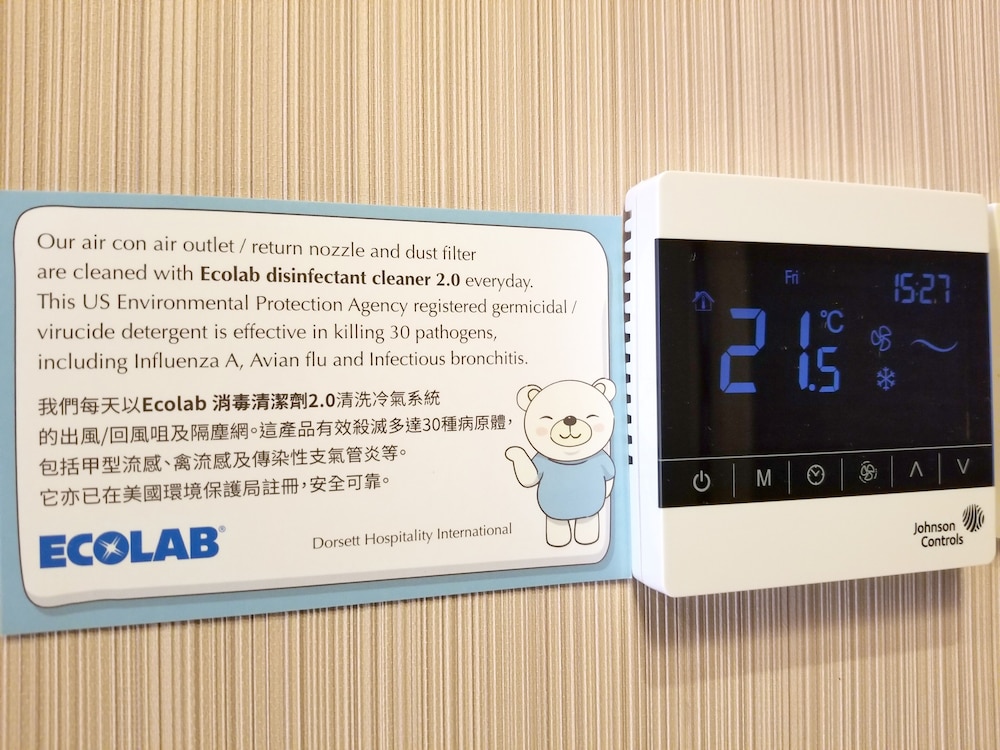 Our air con air outlet / return nozzle and dust filter
are cleaned with Ecolab disinfectant cleaner 2.0 everyday.
This US Environmental Protection Agency registered germicidal /
virucide detergent is effective in killing 30 pathogens,
including Influenza A, Avian flu and Infectious bronchitis.
我們每天以Ecolab 消毒清潔劑2.0清洗冷氣系統
的出風/回風咀及隔塵網。這產品有效殺滅多達30種病原體，
包括甲型流感、禽流感及傳染性支氣管炎等。
它亦已在美國環境保護局註冊，安全可靠。
ECOLAB®
Dorsett Hospitality International
Fri
15:27
21.5 °C
M
Johnson
Controls